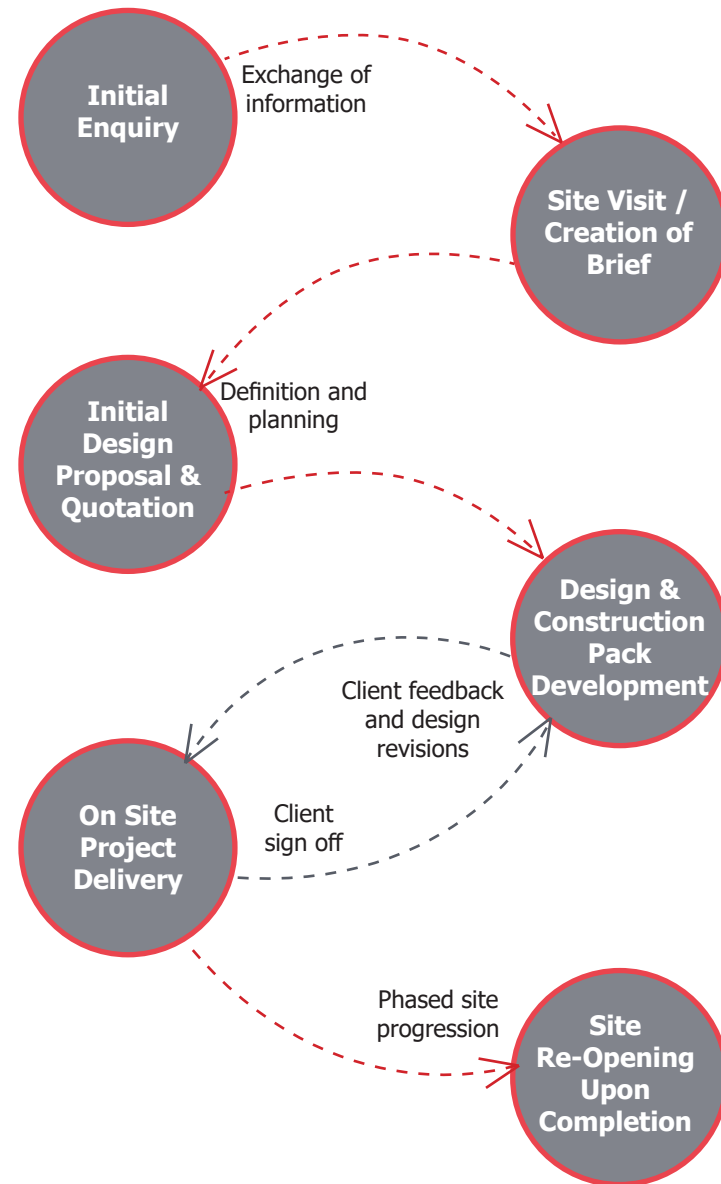 Initial
Enquiry
Exchange of
information
Site Visit /
Creation of
Brief
Initial
Design
Proposal &
Quotation
Definition and
planning
Design &
Construction
Pack
Development
Client feedback
and design
revisions
On Site
Project
Delivery
Client
sign off
Phased site
progression
Site
Re-Opening
Upon
Completion